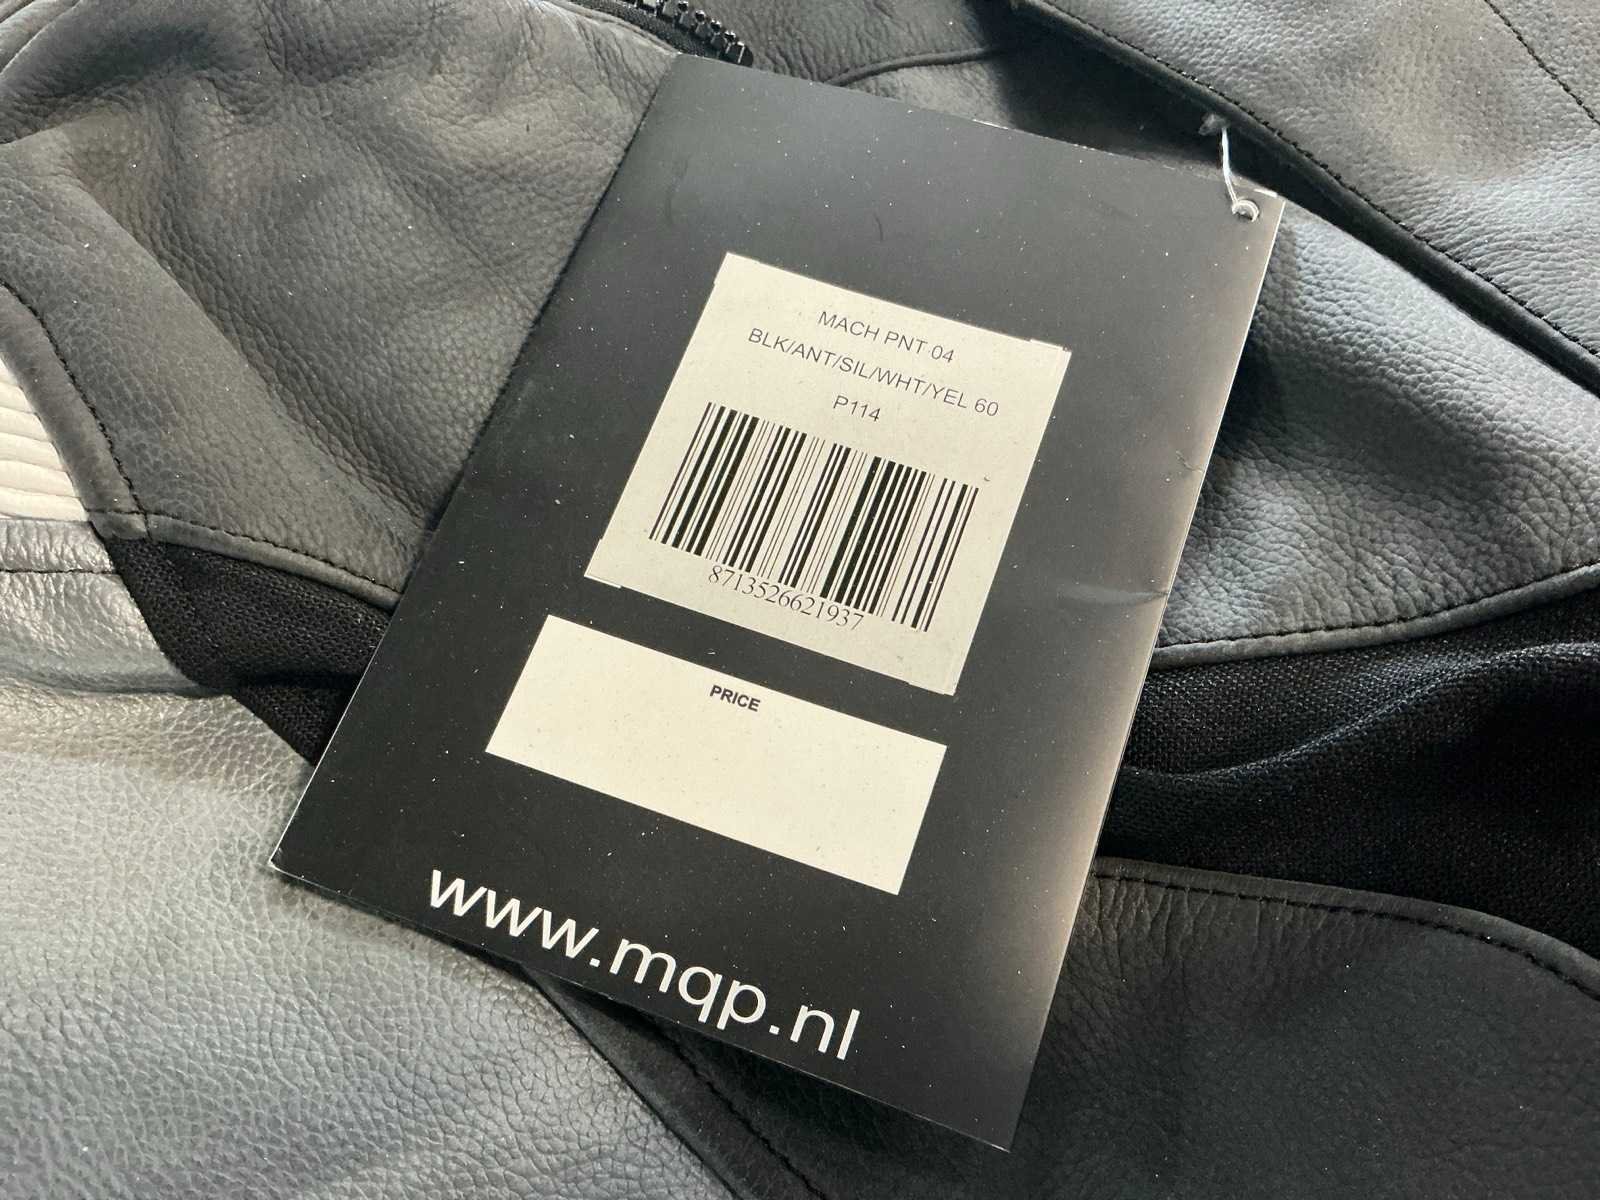 MACH PNT 04
BLK/ANT/SIL/WHT/YEL 60
P114
8713526621937
PRICE
www.mqp.nl